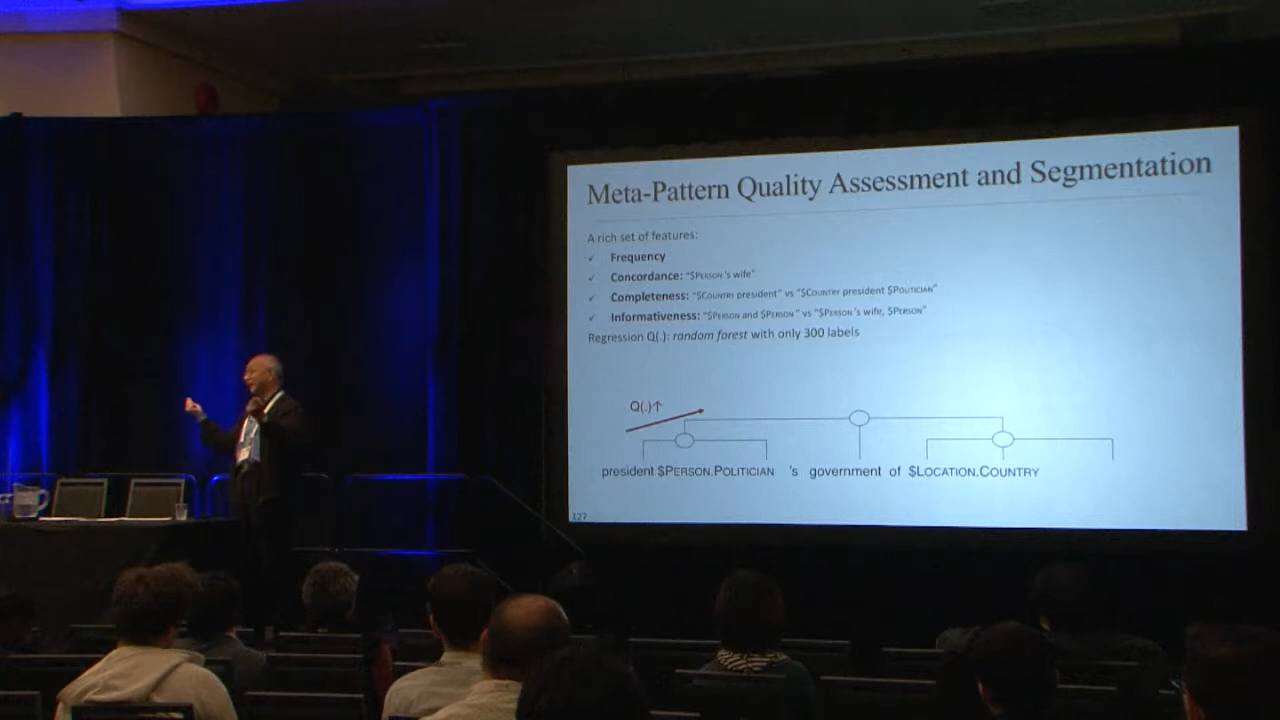 Meta-Pattern Quality Assessment and Segmentation
A rich set of features:
✓ Frequency
✓ Concordance: "$PERSON's wife"
✓ Completeness: "$COUNTRY president" vs "$COUNTRY president $POLITICIAN"
✓ Informativeness: "$PERSON and $PERSON" vs "$PERSON's wife, $PERSON"
Regression Q(.): random forest with only 300 labels
Q(.)↑
president $PERSON.POLITICIAN 's government of $LOCATION.COUNTRY
127